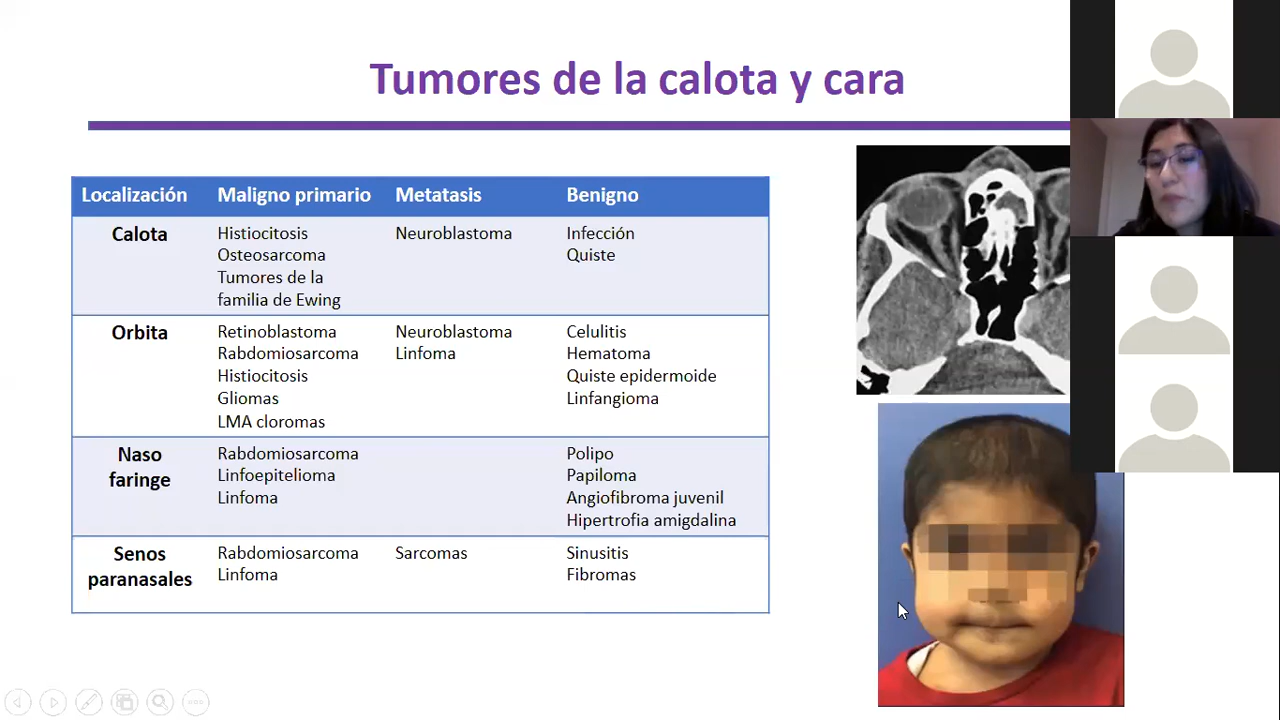 Tumores de la calota y cara
Localización Maligno primario Metatasis Benigno
Calota
Histiocitosis
Osteosarcoma
Tumores de la
familia de Ewing
Neuroblastoma
Infección
Quiste
Orbita
Retinoblastoma
Rabdomiosarcoma
Histiocitosis
Gliomas
LMA cloromas
Neuroblastoma
Linfoma
Celulitis
Hematoma
Quiste epidermoide
Linfangioma
Naso
faringe
Rabdomiosarcoma
Linfoepitelioma
Linfoma
Polipo
Papiloma
Angiofibroma juvenil
Hipertrofia amigdalina
Senos
paranasales
Rabdomiosarcoma
Linfoma
Sarcomas
Sinusitis
Fibromas